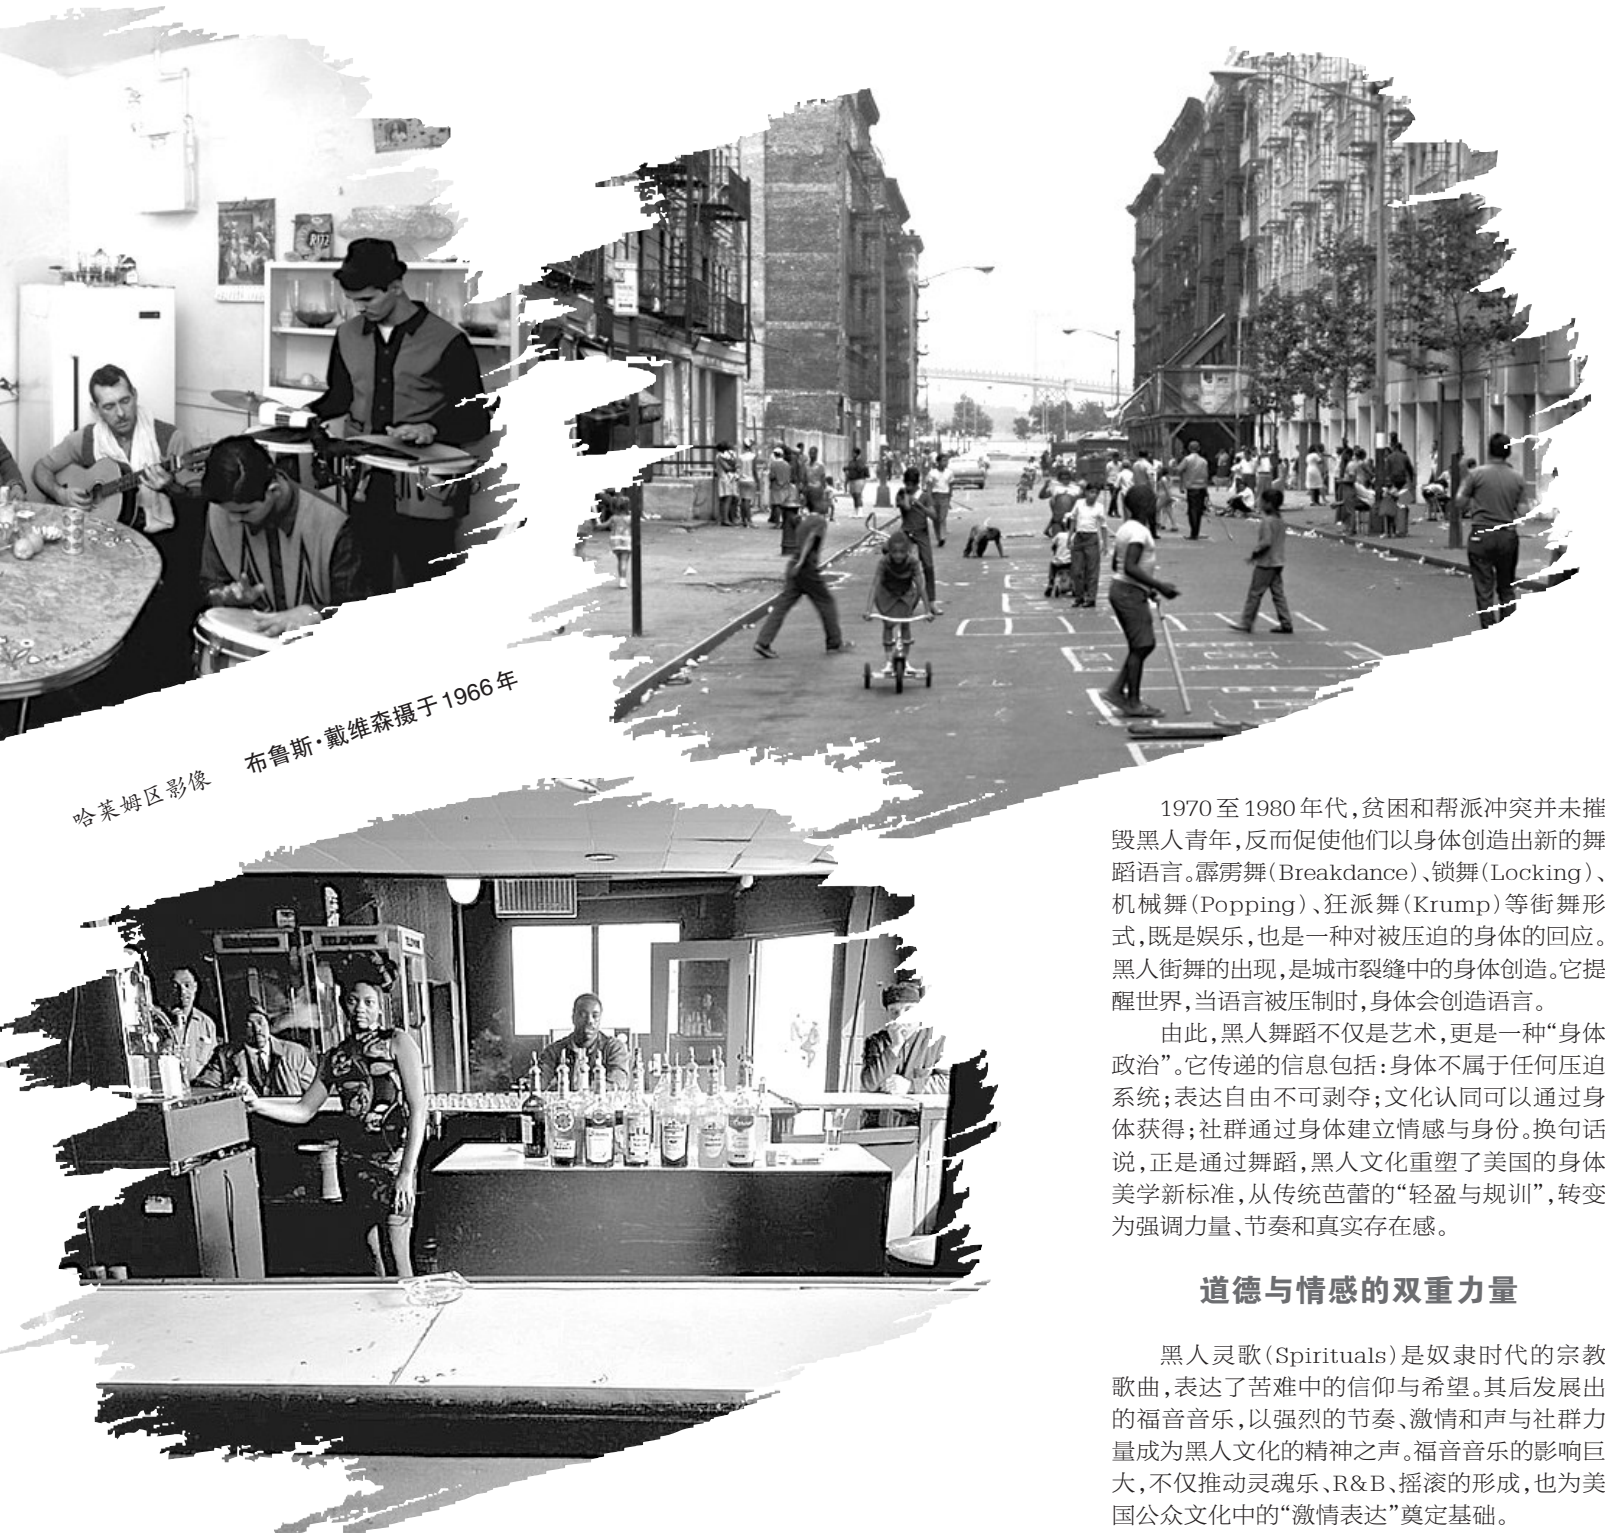 RITZ
布鲁斯·戴维森摄于1966年
哈莱姆区影像
TELEPHONE
1970至1980年代，贫困和帮派冲突并未摧
毁黑人青年，反而促使他们以身体创造出新的舞
蹈语言。霹雳舞（Breakdance）、锁舞（Locking）、
机械舞（Popping）、狂派舞（Krump）等街舞形
式，既是娱乐，也是一种对被压迫的身体的回应。
黑人街舞的出现，是城市裂缝中的身体创造。它提
醒世界，当语言被压制时，身体会创造语言。
由此，黑人舞蹈不仅是艺术，更是一种“身体
政治”。它传递的信息包括：身体不属于任何压迫
系统；表达自由不可剥夺；文化认同可以通过身
体获得；社群通过身体建立情感与身份。换句话
说，正是通过舞蹈，黑人文化重塑了美国的身体
美学新标准，从传统芭蕾的“轻盈与规训”，转变
为强调力量、节奏和真实存在感。
道德与情感的双重力量
黑人灵歌（Spirituals）是奴隶时代的宗教
歌曲，表达了苦难中的信仰与希望。其后发展出
的福音音乐，以强烈的节奏、激情和声与社群力
量成为黑人文化的精神之声。福音音乐的影响巨
大，不仅推动灵魂乐、R&B、摇滚的形成，也为美
国公众文化中的“激情表达”奠定基础。